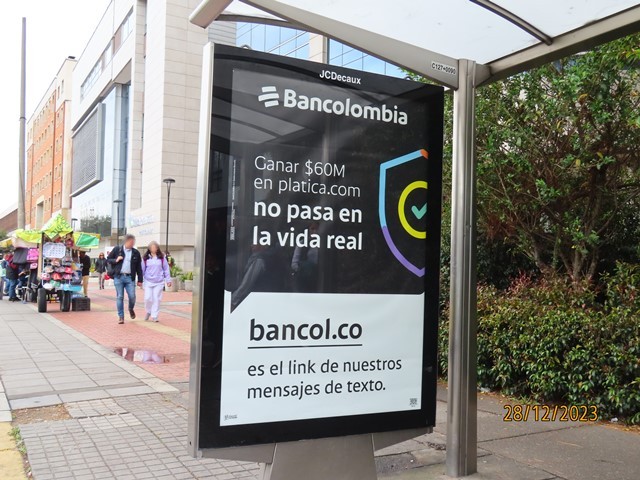 JCDecaux
C127+0090
Bancolombia
Ganar $60M
en platica.com
no pasa en
la vida real
bancol.co
es el link de nuestros
mensajes de texto.
28/12/2023